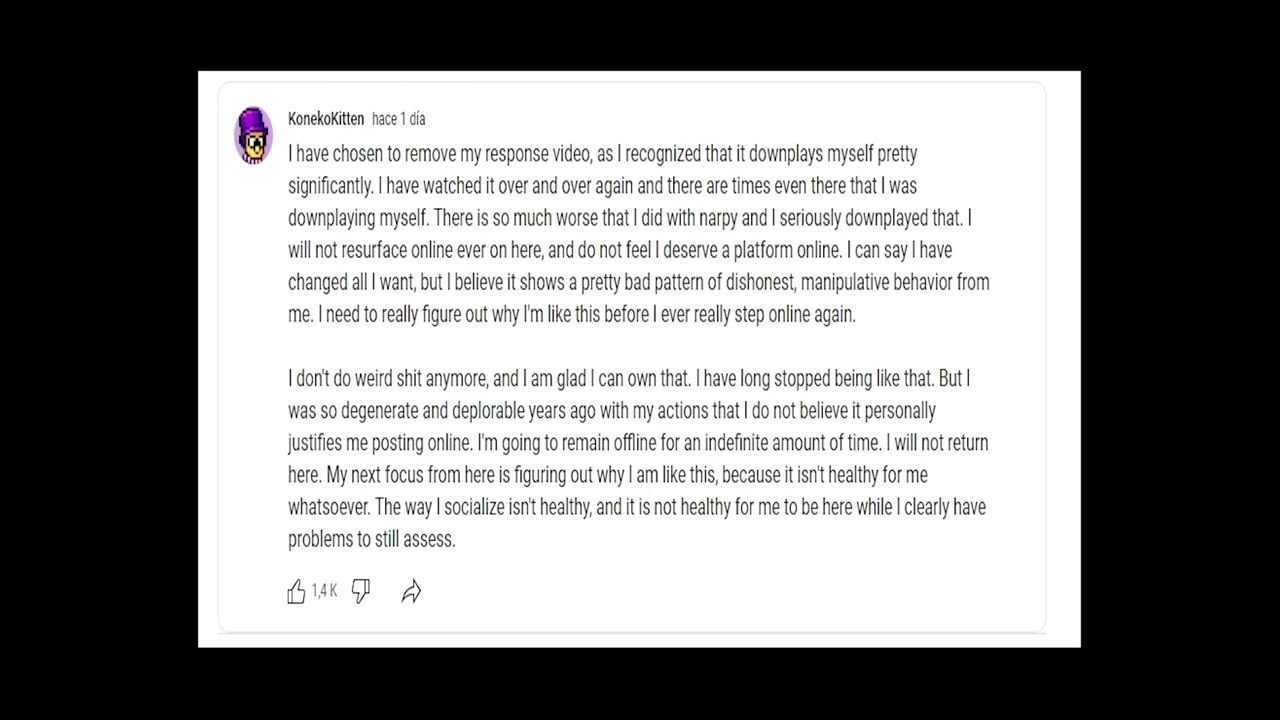 KonekoKitten hace 1 día
I have chosen to remove my response video, as I recognized that it downplays myself pretty
significantly. I have watched it over and over again and there are times even there that I was
downplaying myself. There is so much worse that I did with narpy and I seriously downplayed that. I
will not resurface online ever on here, and do not feel I deserve a platform online. I can say I have
changed all I want, but I believe it shows a pretty bad pattern of dishonest, manipulative behavior from
me. I need to really figure out why I'm like this before I ever really step online again.
I don't do weird shit anymore, and I am glad I can own that. I have long stopped being like that. But I
was so degenerate and deplorable years ago with my actions that I do not believe it personally
justifies me posting online. I'm going to remain offline for an indefinite amount of time. I will not return
here. My next focus from here is figuring out why I am like this, because it isn't healthy for me
whatsoever. The way I socialize isn't healthy, and it is not healthy for me to be here while I clearly have
problems to still assess.
1,4 K